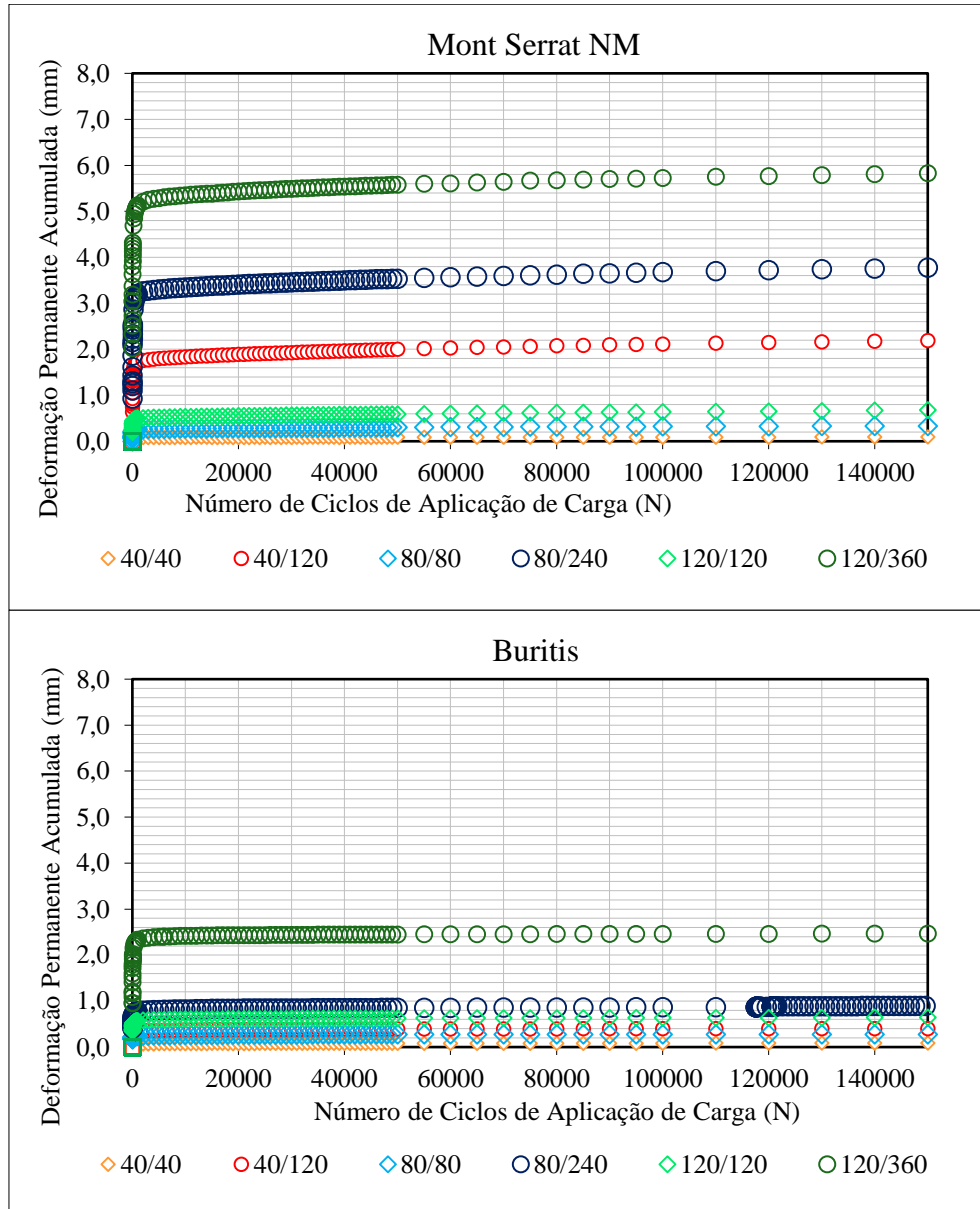 Mont Serrat NM
Deformação Permanente Acumulada (mm)
8,0
7,0
6,0
5,0
4,0
3,0
2,0
1,0
0,0
0 20000 40000 60000 80000 100000 120000 140000
Número de Ciclos de Aplicação de Carga (N)
40/40 40/120 80/80 80/240 120/120 120/360
Buritis
Deformação Permanente Acumulada (mm)
8,0
7,0
6,0
5,0
4,0
3,0
2,0
1,0
0,0
0 20000 40000 60000 80000 100000 120000 140000
Número de Ciclos de Aplicação de Carga (N)
40/40 40/120 80/80 80/240 120/120 120/360